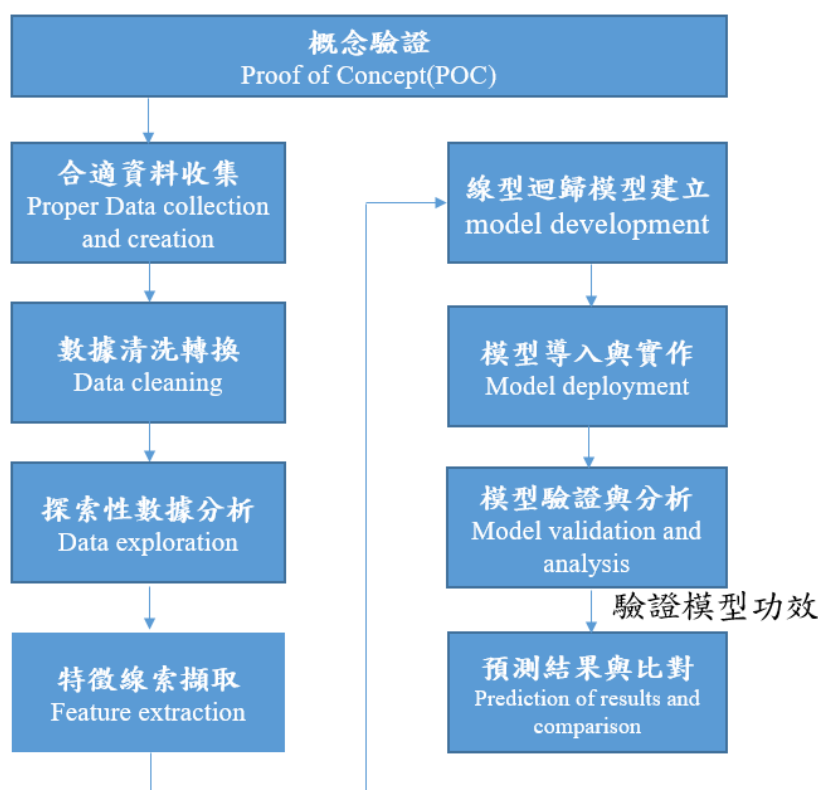 概念驗證
Proof of Concept(POC)
合適資料收集
Proper Data collection
and creation
數據清洗轉換
Data cleaning
探索性數據分析
Data exploration
特徵線索擷取
Feature extraction
線型迴歸模型建立
model development
模型導入與實作
Model deployment
模型驗證與分析
Model validation and
analysis
驗證模型功效
預測結果與比對
Prediction of results and
comparison